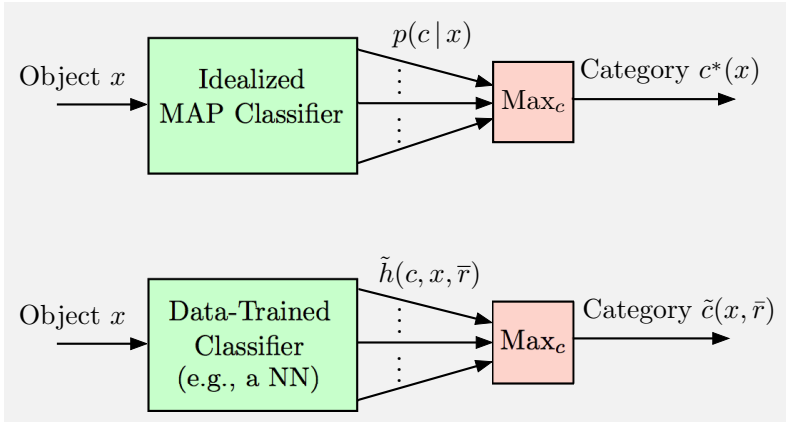 p(c | x)
Object x
Idealized
MAP Classifier
Max_c
Category c*(x)
h̃(c, x, r̄)
Object x
Data-Trained
Classifier
(e.g., a NN)
Max_c
Category c̃(x, r̄)